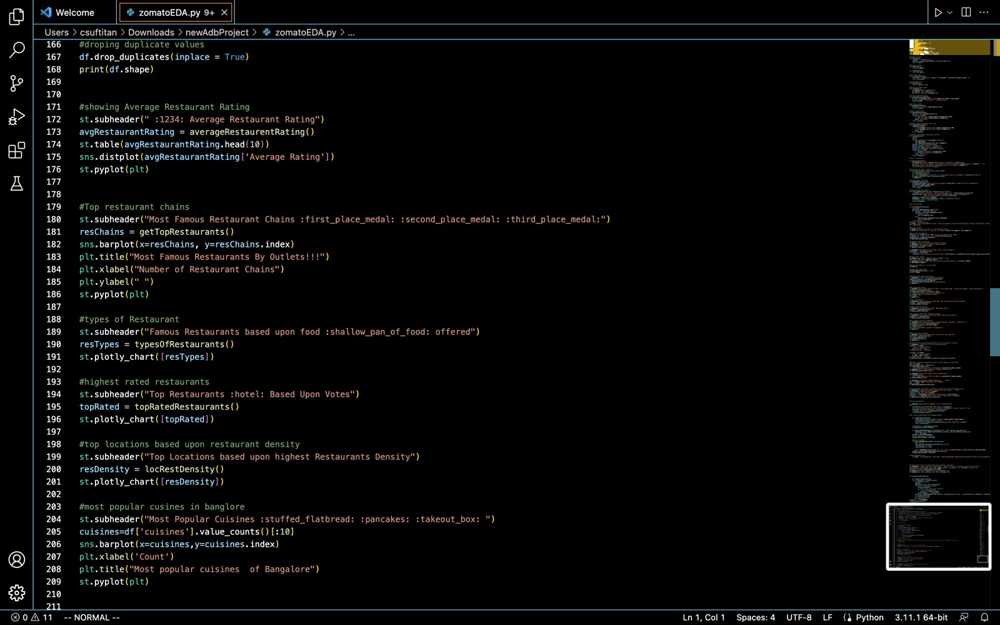 Welcome
zomatoEDA.py 9+
Users > csuftitan > Downloads > newAdbProject > zomatoEDA.py > ...
166 #droping duplicate values
167 df.drop_duplicates(inplace = True)
168 print(df.shape)
169
170
171 #showing Average Restaurant Rating
172 st.subheader(" :1234: Average Restaurant Rating")
173 avgRestaurantRating = averageRestaurentRating()
174 st.table(avgRestaurantRating.head(10))
175 sns.distplot(avgRestaurantRating['Average Rating'])
176 st.pyplot(plt)
177
178
179 #Top restaurant chains
180 st.subheader("Most Famous Restaurant Chains :first_place_medal: :second_place_medal: :third_place_medal:")
181 resChains = getTopRestaurants()
182 sns.barplot(x=resChains, y=resChains.index)
183 plt.title("Most Famous Restaurants By Outlets!!!")
184 plt.xlabel("Number of Restaurant Chains")
185 plt.ylabel(" ")
186 st.pyplot(plt)
187
188 #types of Restaurant
189 st.subheader("Famous Restaurants based upon food :shallow_pan_of_food: offered")
190 resTypes = typesOfRestaurants()
191 st.plotly_chart([resTypes])
192
193 #highest rated restaurants
194 st.subheader("Top Restaurants :hotel: Based Upon Votes")
195 topRated = topRatedRestaurants()
196 st.plotly_chart([topRated])
197
198 #top locations based upon restaurant density
199 st.subheader("Top Locations based upon highest Restaurants Density")
200 resDensity = locRestDensity()
201 st.plotly_chart([resDensity])
202
203 #most popular cusines in banglore
204 st.subheader("Most Popular Cuisines :stuffed_flatbread: :pancakes: :takeout_box: ")
205 cuisines=df['cuisines'].value_counts()[:10]
206 sns.barplot(x=cuisines,y=cuisines.index)
207 plt.xlabel('Count')
208 plt.title("Most popular cuisines  of Bangalore")
209 st.pyplot(plt)
210
211
0 11 -- NORMAL -- Ln 1, Col 1 Spaces: 4 UTF-8 LF Python 3.11.1 64-bit